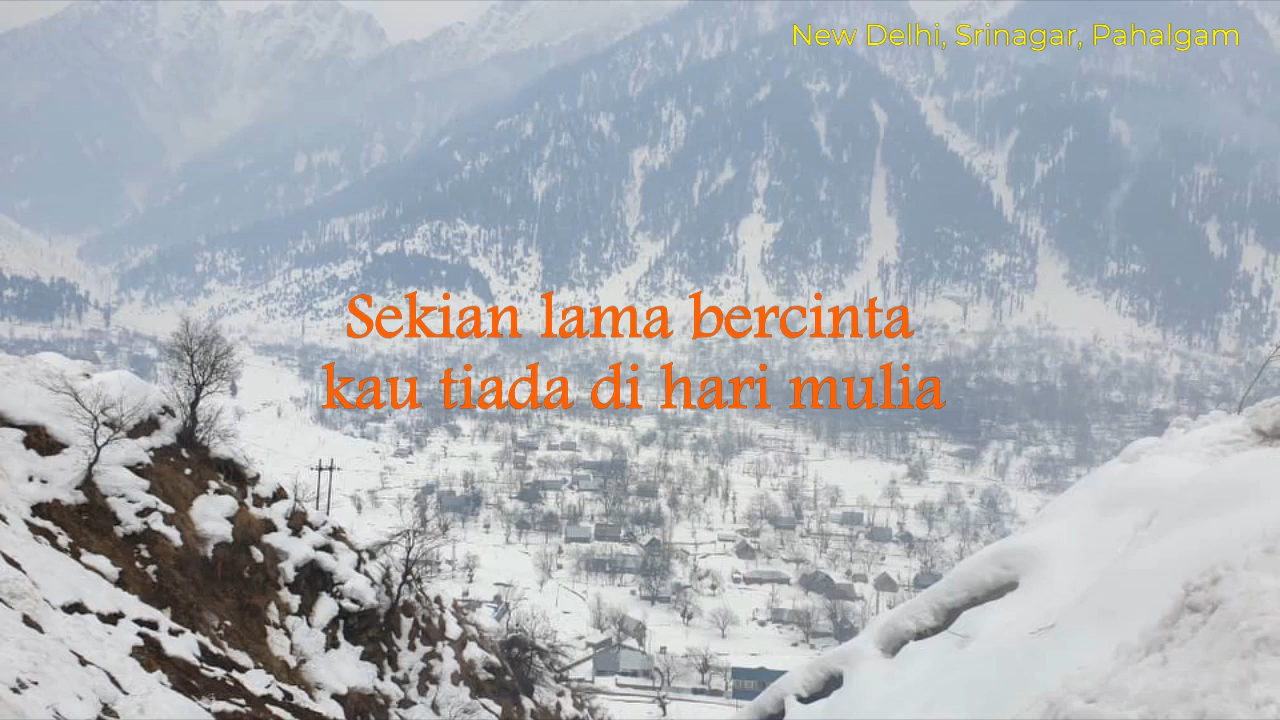 New Delhi, Srinagar, Pahalgam
Sekian lama bercinta
kau tiada di hari mulia